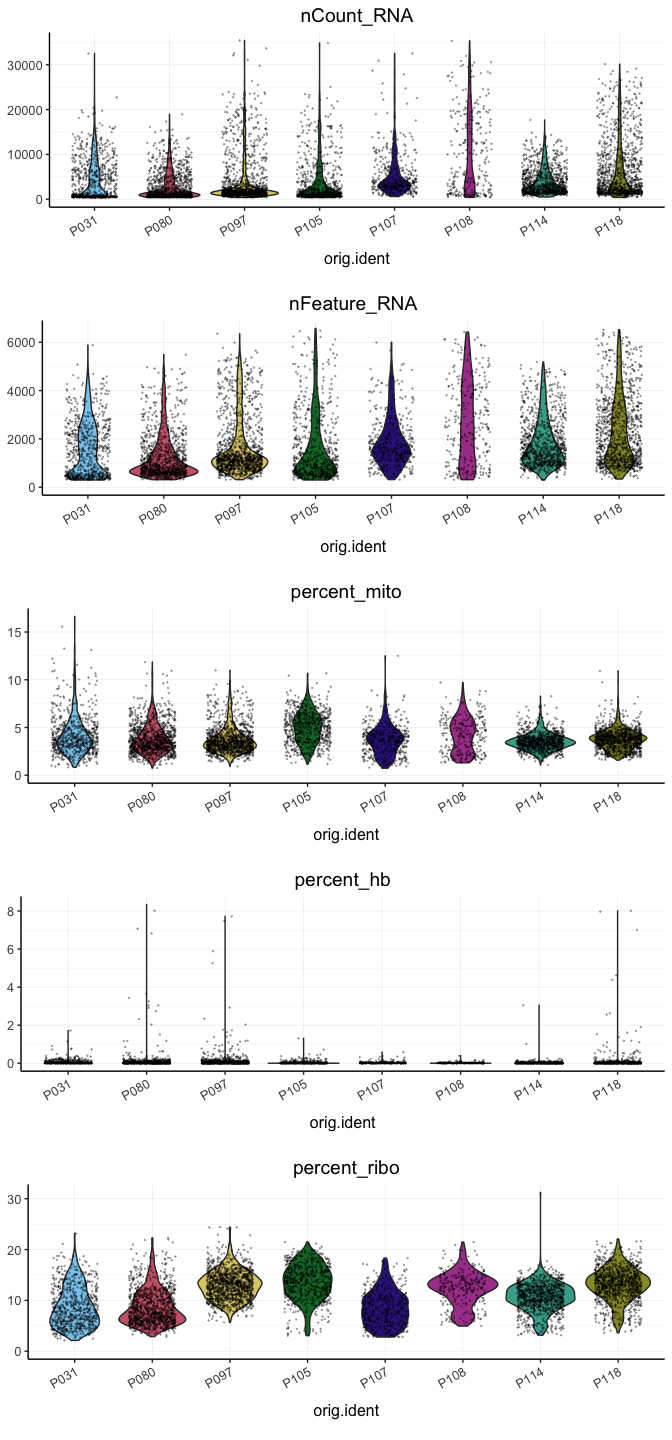 nCount_RNA
30000
20000
10000
0
P031 P080 P097 P105 P107 P108 P114 P118
orig.ident
nFeature_RNA
6000
4000
2000
0
P031 P080 P097 P105 P107 P108 P114 P118
orig.ident
percent_mito
15
10
5
0
P031 P080 P097 P105 P107 P108 P114 P118
orig.ident
percent_hb
8
6
4
2
0
P031 P080 P097 P105 P107 P108 P114 P118
orig.ident
percent_ribo
30
20
10
0
P031 P080 P097 P105 P107 P108 P114 P118
orig.ident